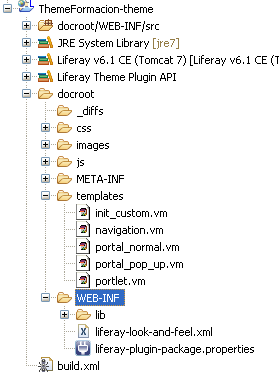 ThemeFormacion-theme
docroot/WEB-INF/src
JRE System Library [jre7]
Liferay v6.1 CE (Tomcat 7) [Liferay v6.1 CE (T
Liferay Theme Plugin API
docroot
_diffs
css
images
js
META-INF
templates
init_custom.vm
navigation.vm
portal_normal.vm
portal_pop_up.vm
portlet.vm
WEB-INF
lib
liferay-look-and-feel.xml
liferay-plugin-package.properties
build.xml